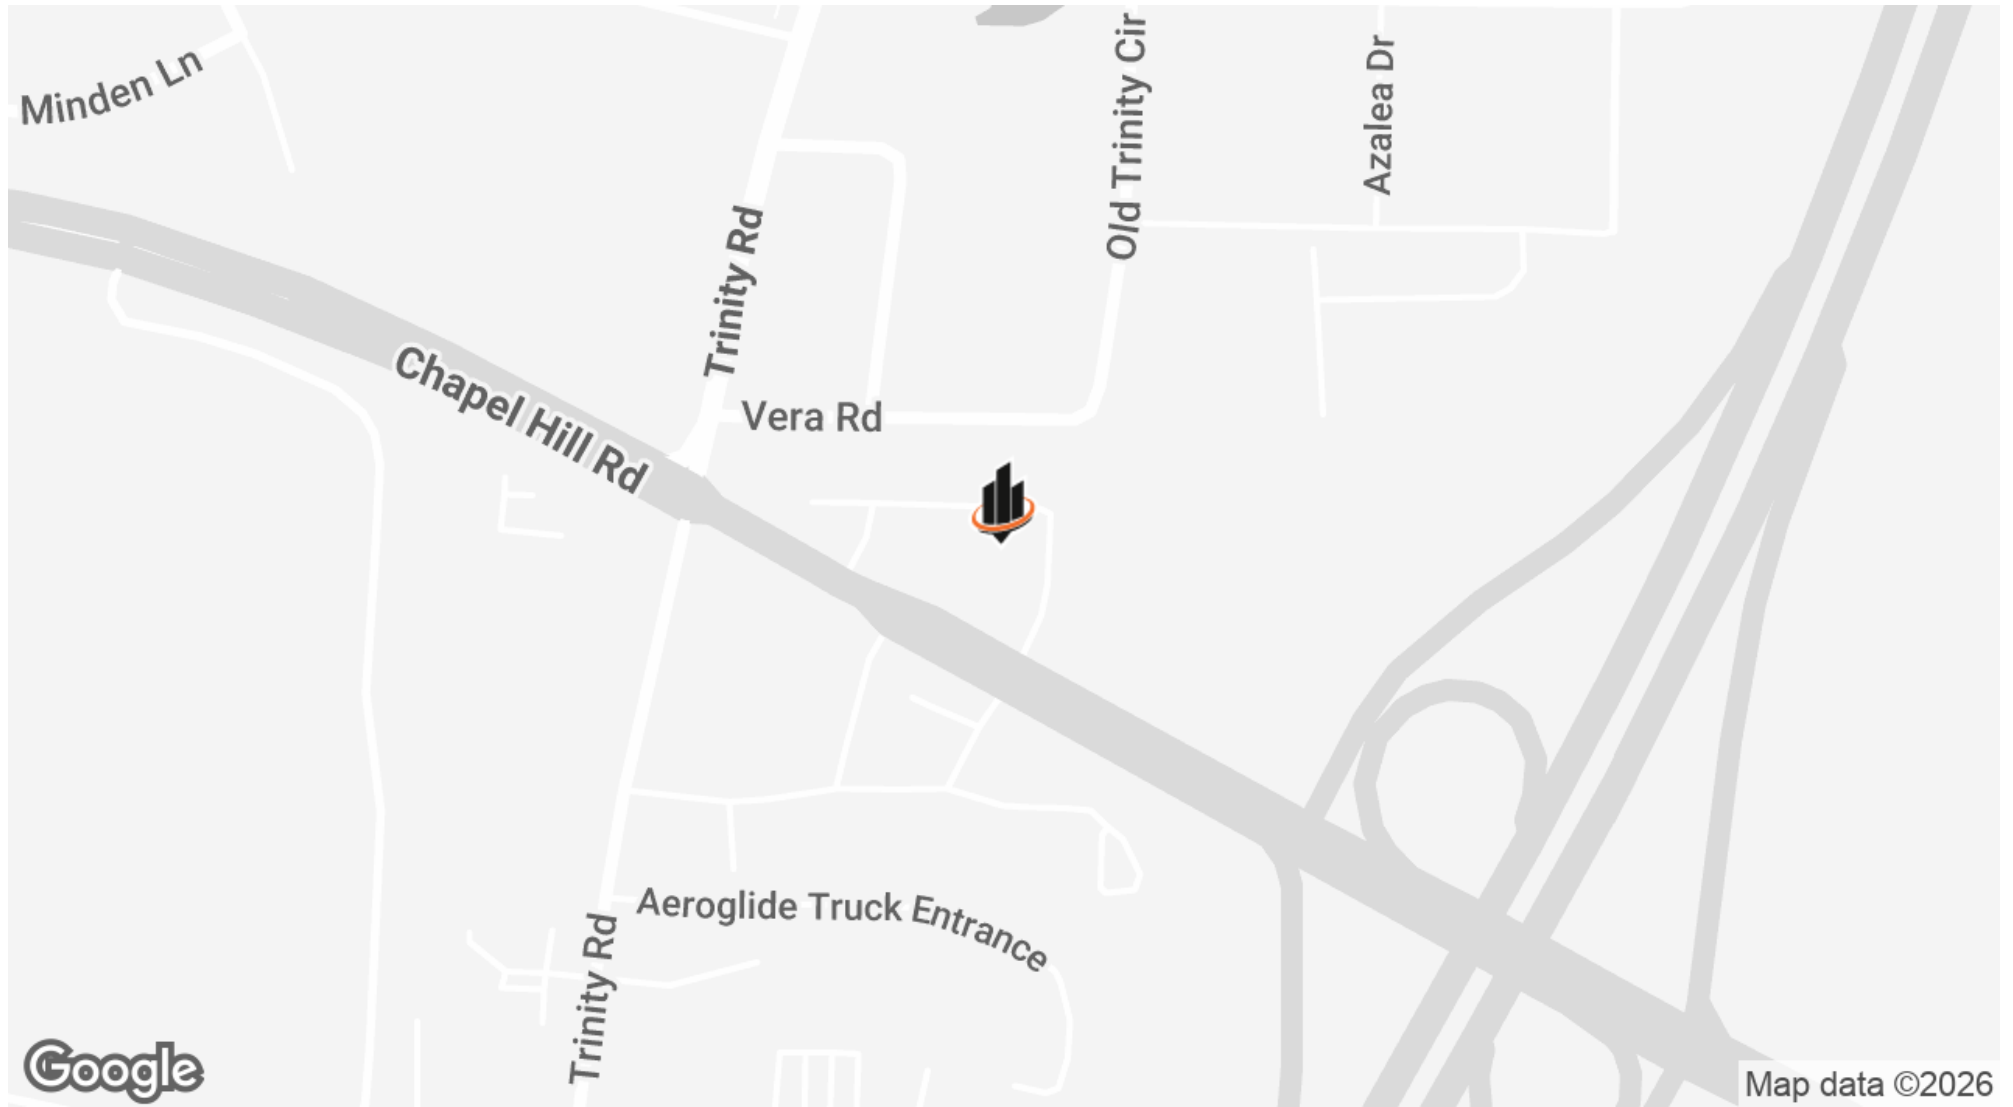 Minden Ln
Old Trinity Cir
Azalea Dr
Trinity Rd
Chapel Hill Rd
Vera Rd
Aeroglide Truck Entrance
Trinity Rd
Google
Map data ©2026